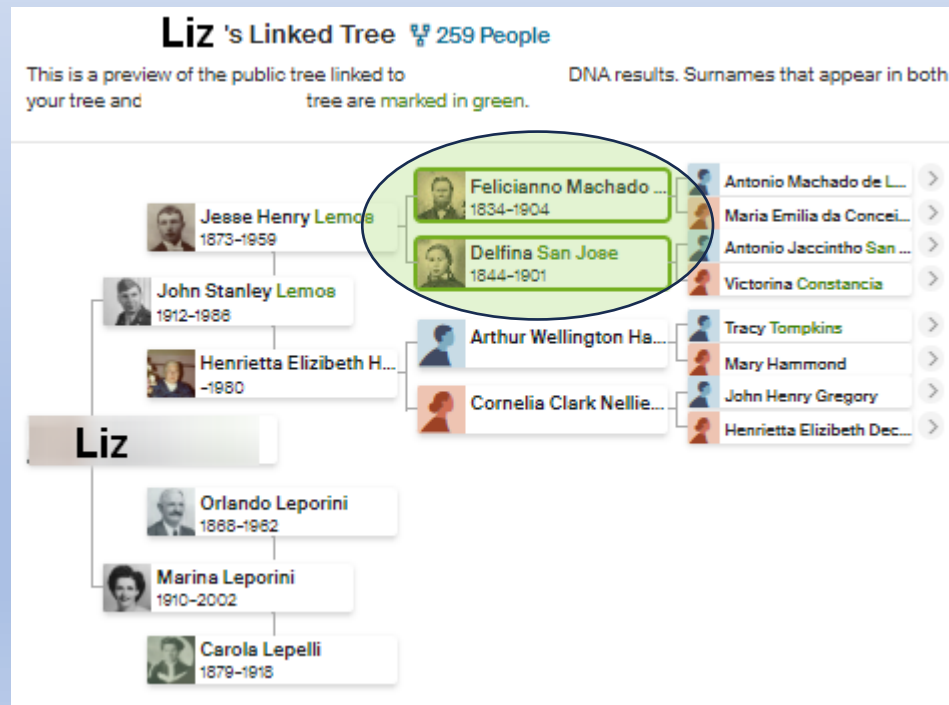 Liz 's Linked Tree 259 People
This is a preview of the public tree linked to DNA results. Surnames that appear in both
your tree and tree are marked in green.
Felicianno Machado ...
1834–1904
Antonio Machado de L...
Maria Emilia da Concei...
Jesse Henry Lemos
1873–1959
Delfina San Jose
1844–1901
Antonio Jaccintho San ...
Victorina Constancia
John Stanley Lemos
1912–1986
Arthur Wellington Ha...
Tracy Tompkins
Mary Hammond
Henrietta Elizibeth H...
–1980
Cornelia Clark Nellie...
John Henry Gregory
Henrietta Elizibeth Dec...
Liz
Orlando Leporini
1868–1962
Marina Leporini
1910–2002
Carola Lepelli
1879–1918